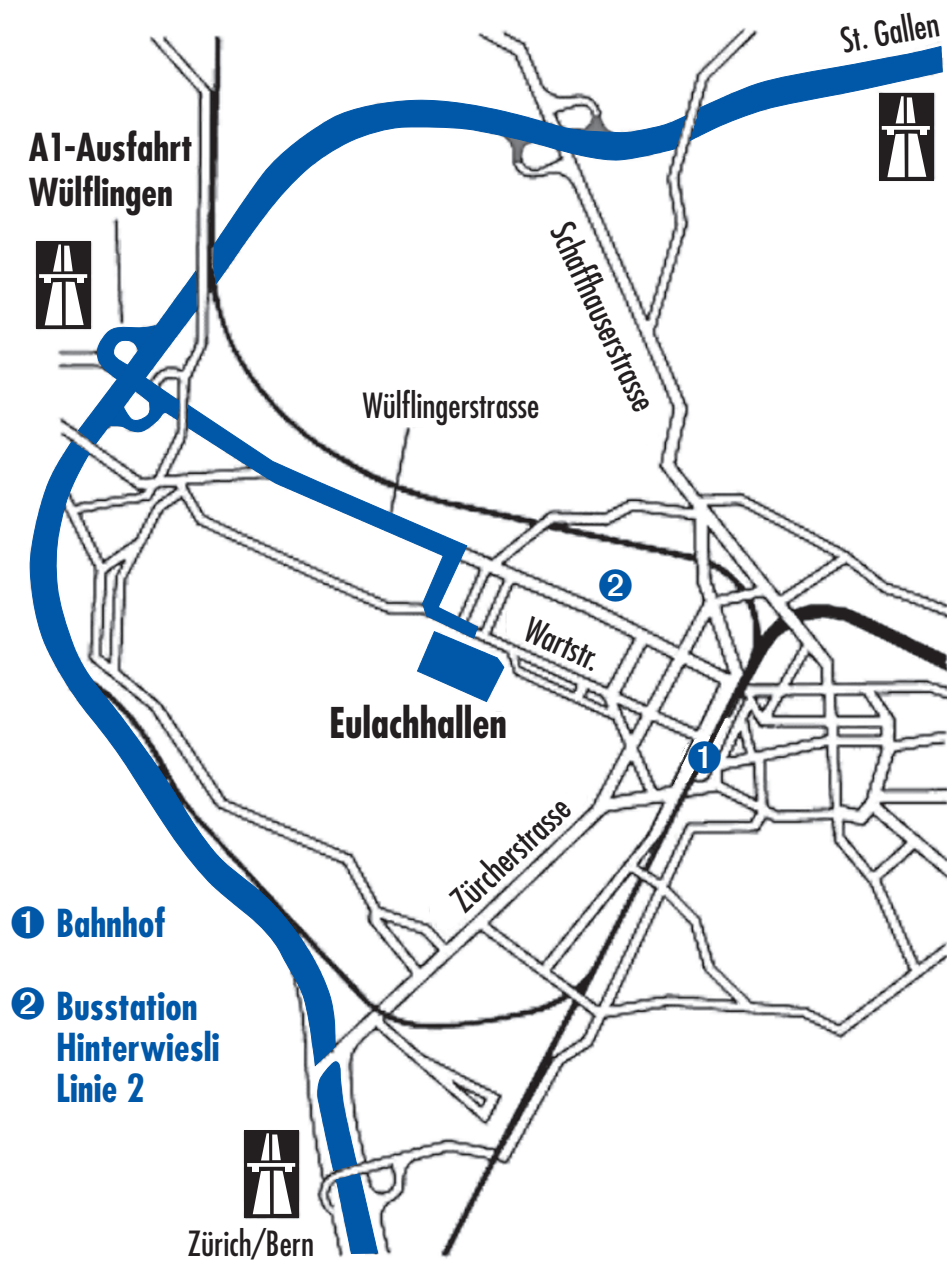 St. Gallen
A1-Ausfahrt
Wülflingen
Schaffhauserstrasse
Wülflingerstrasse
2
Wartstr.
Eulachhallen
1
Zürcherstrasse
1 Bahnhof
2 Busstation
Hinterwiesli
Linie 2
Zürich/Bern